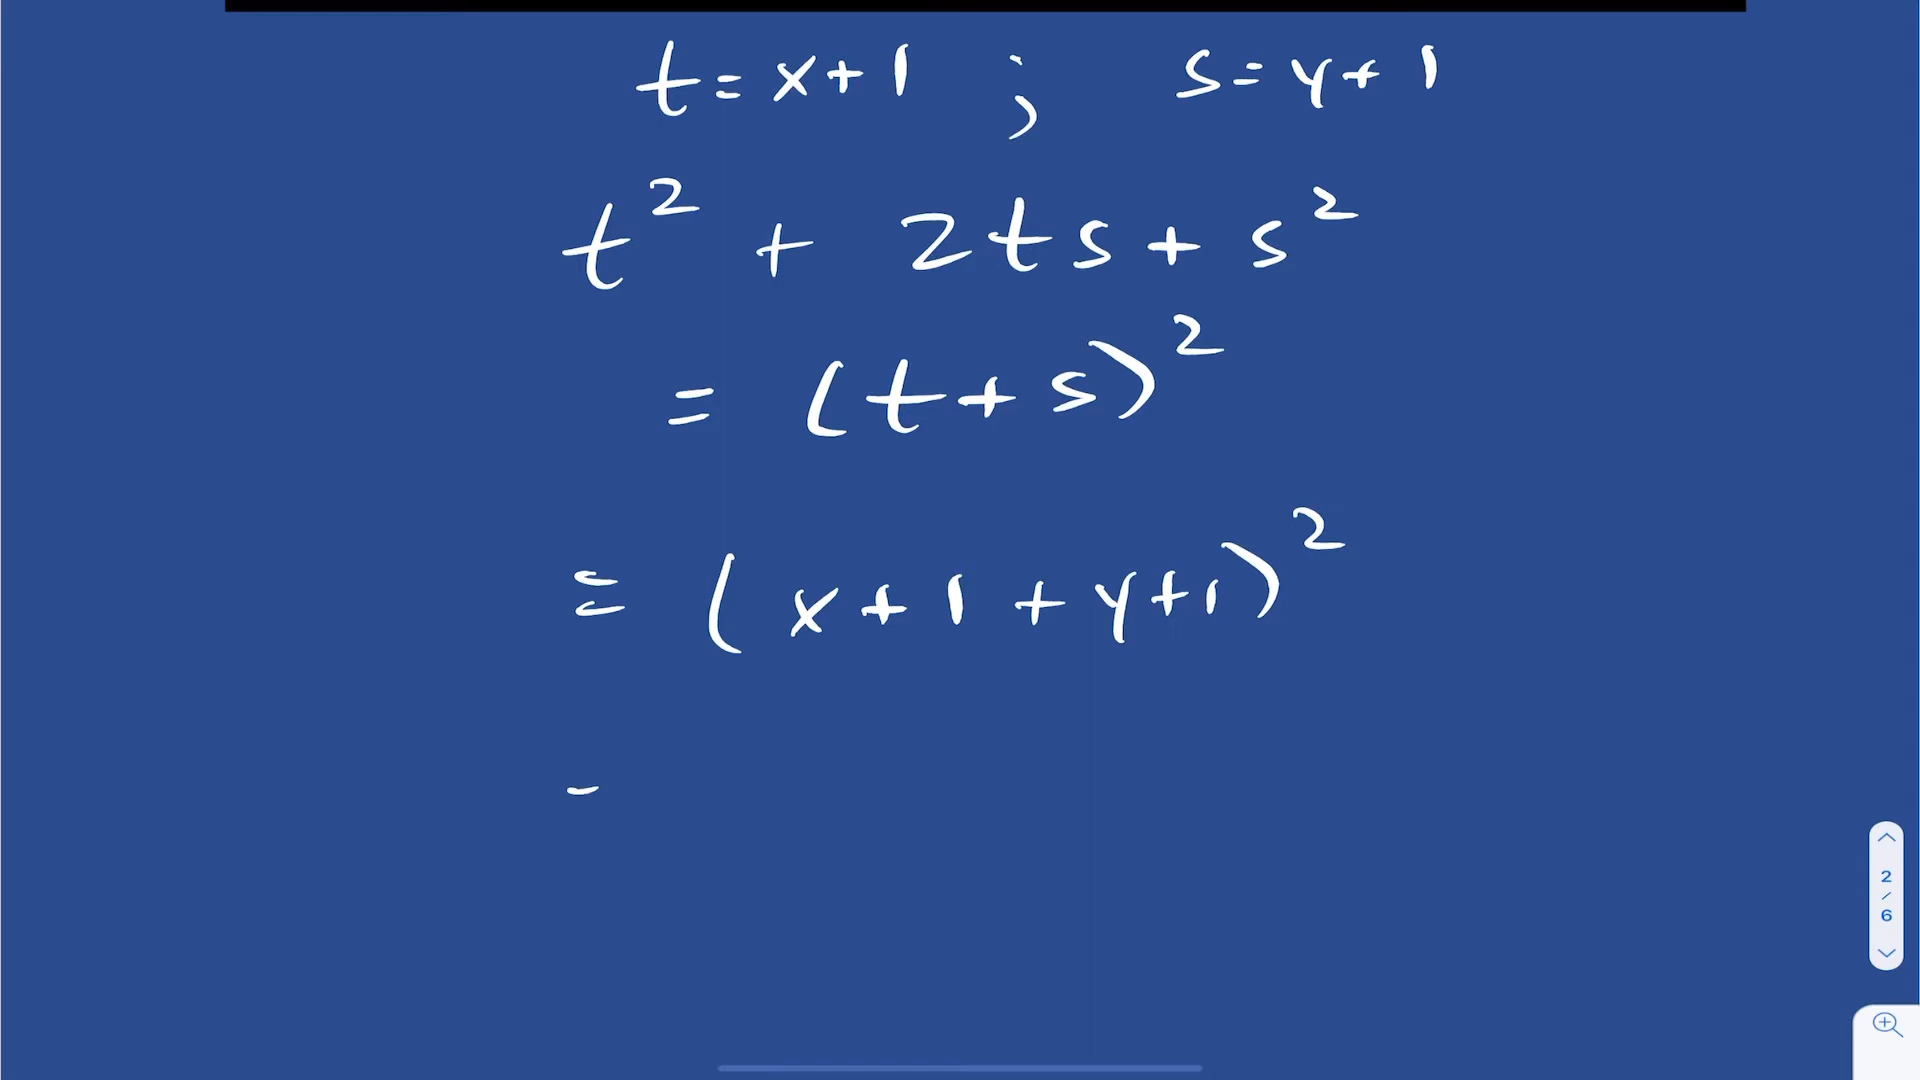 t = x + 1 ; s = y + 1
t² + 2ts + s²
= (t + s)²
= (x + 1 + y + 1)²
-
2
/
6